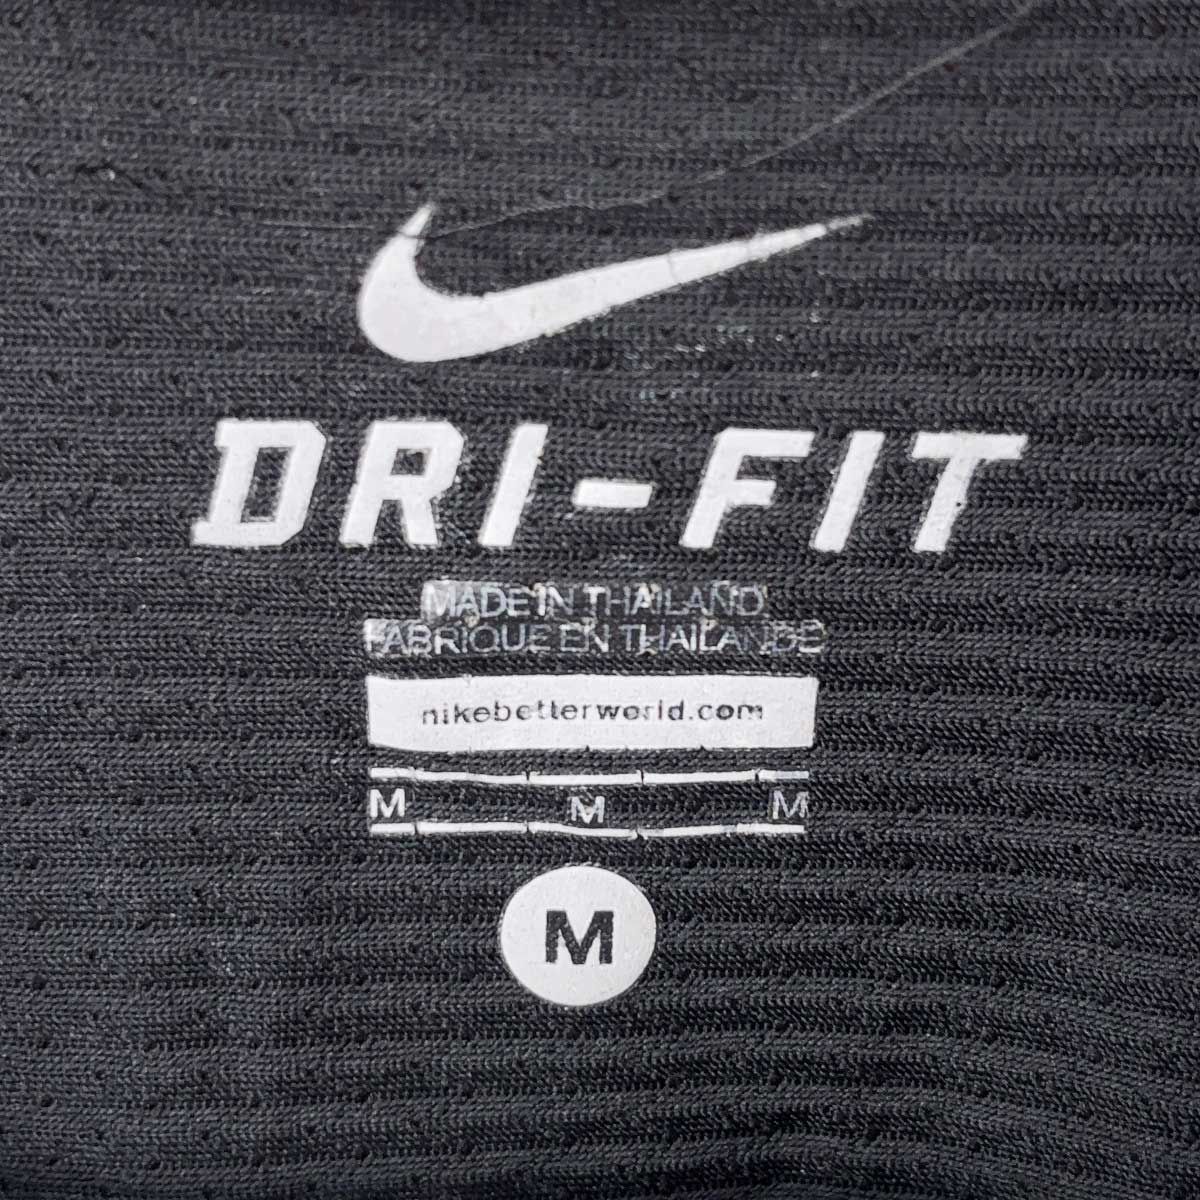 DRI-FIT
MADE IN THAILAND
FABRIQUE EN THAILANDE
nikebetterworld.com
M M M
M